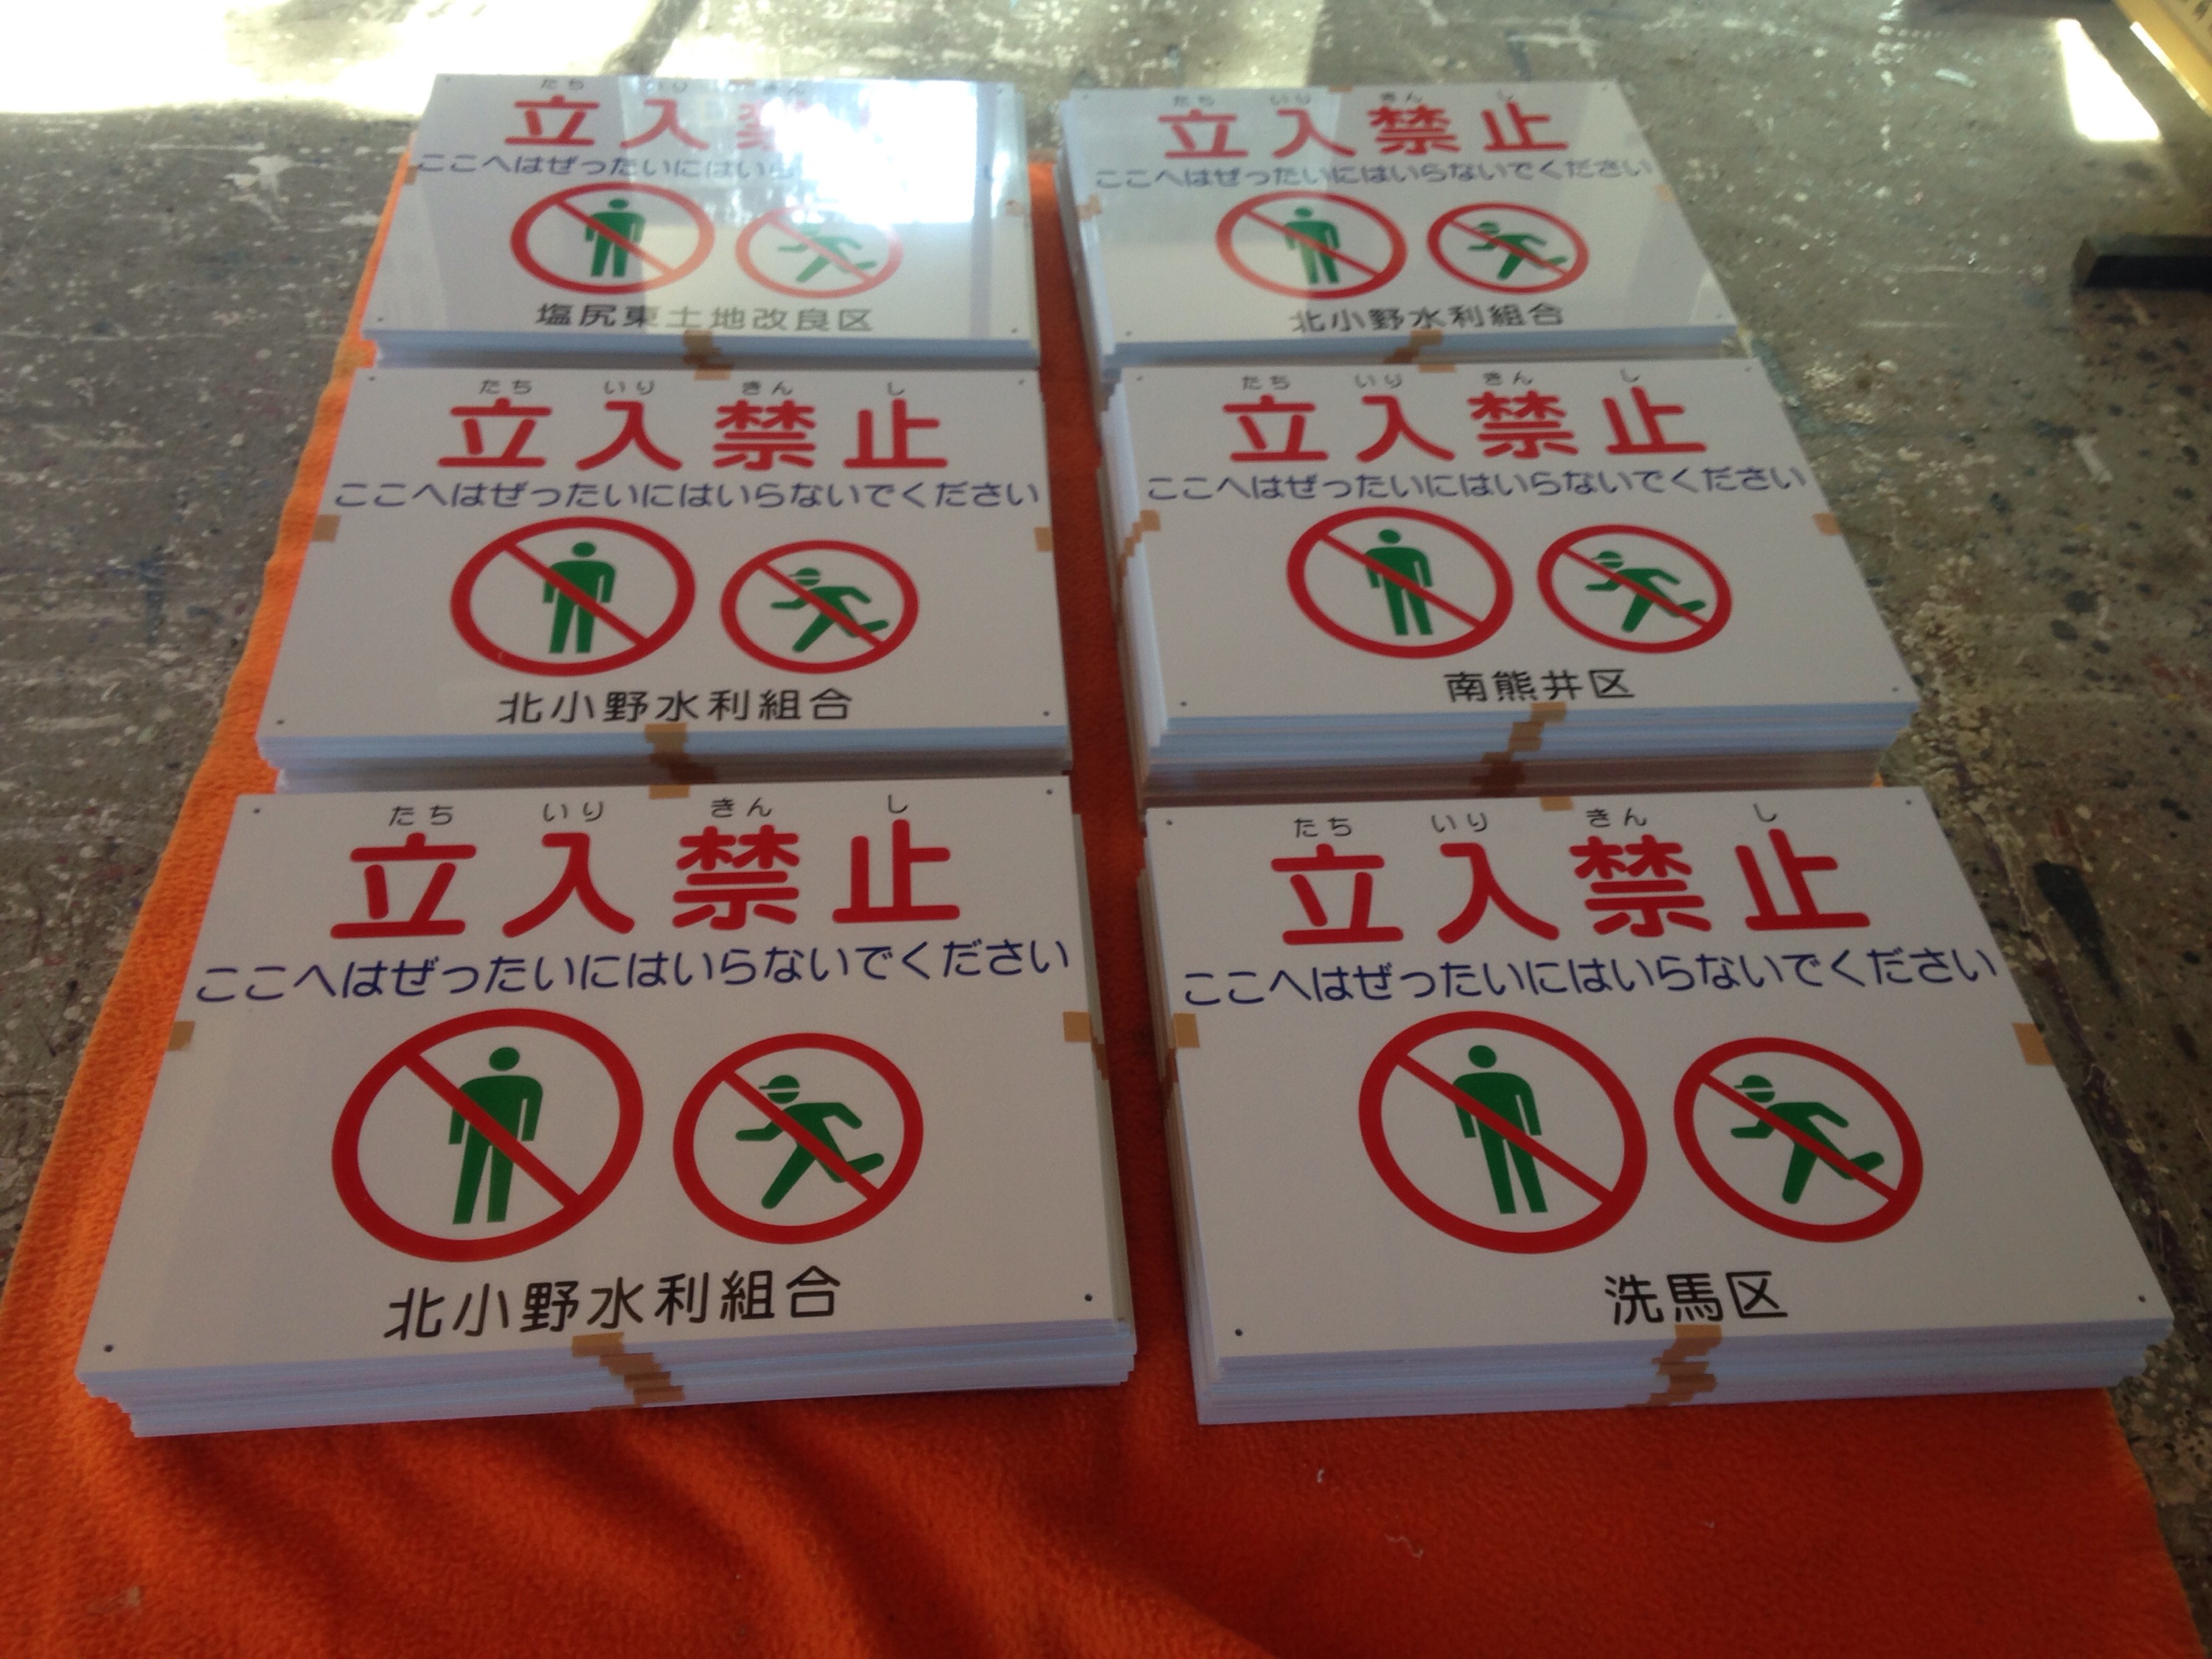 たち いり きん
立入禁
ここへはぜったいにはいら
塩尻東土地改良区
たち いり きん し
立入禁止
ここへはぜったいにはいらないでください
北小野水利組合
たち いり きん し
立入禁止
ここへはぜったいにはいらないでください
北小野水利組合
たち いり きん し
立入禁止
ここへはぜったいにはいらないでください
南熊井区
たち いり きん し
立入禁止
ここへはぜったいにはいらないでください
北小野水利組合
たち いり きん し
立入禁止
ここへはぜったいにはいらないでください
洗馬区